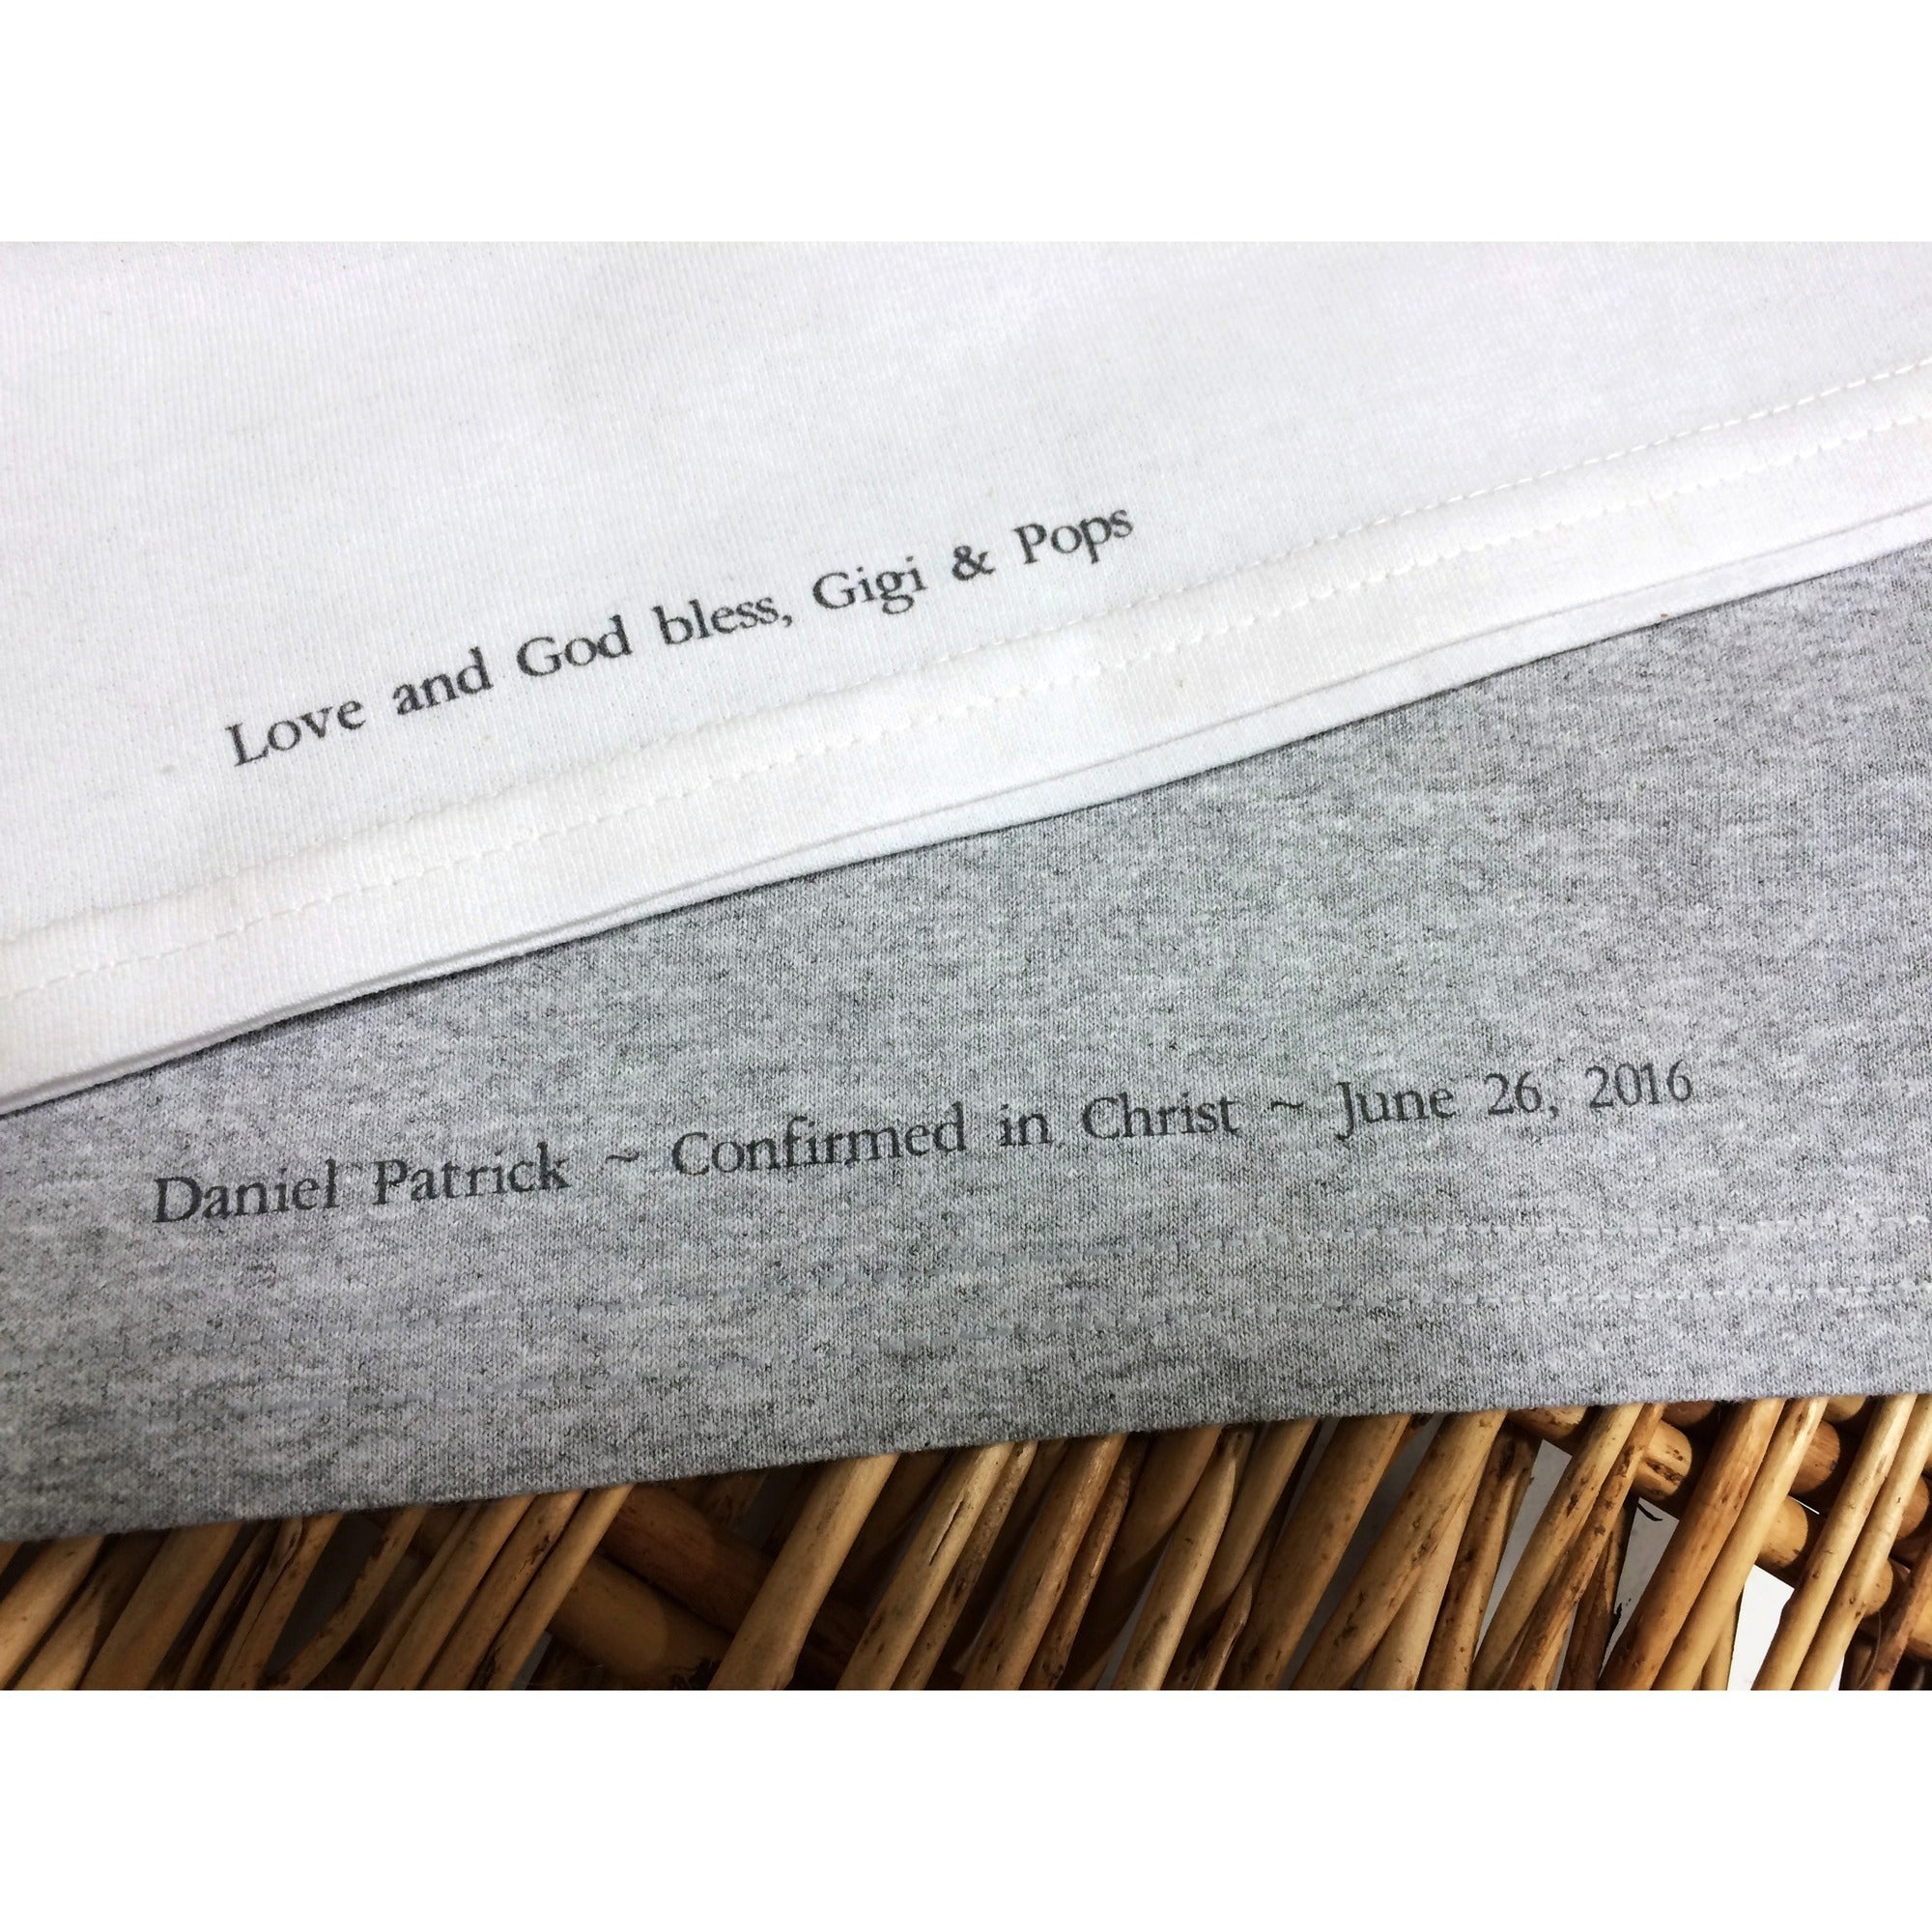 Love and God bless, Gigi & Pops
Daniel Patrick ~ Confirmed in Christ ~ June 26, 2016